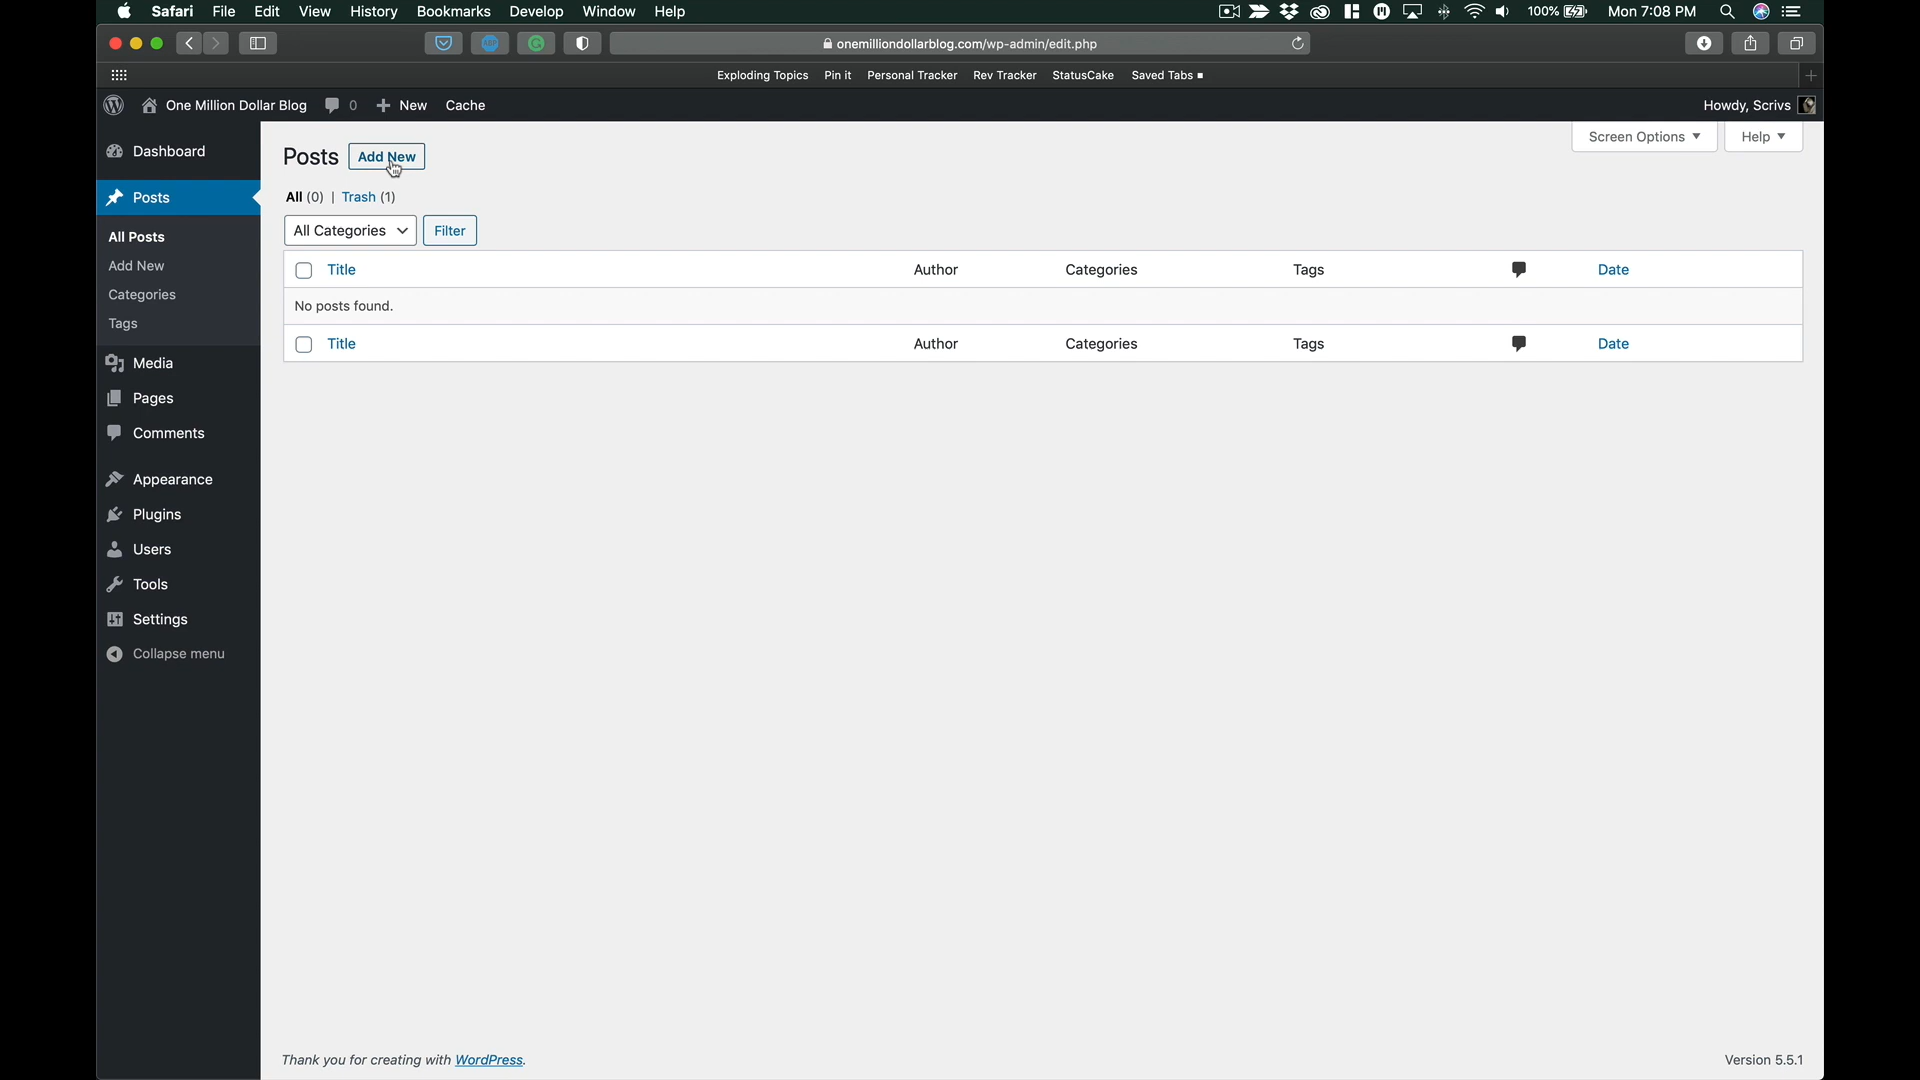 Safari File Edit View History Bookmarks Develop Window Help 100% Mon 7:08 PM
ABP onemilliondollarblog.com/wp-admin/edit.php
Exploding Topics Pin it Personal Tracker Rev Tracker StatusCake Saved Tabs
One Million Dollar Blog 0 New Cache Howdy, Scrivs
Screen Options Help
Dashboard
Posts Add New
Posts
All (0) | Trash (1)
All Categories Filter
All Posts
Add New
Categories
Tags
Title Author Categories Tags Date
No posts found.
Title Author Categories Tags Date
Media
Pages
Comments
Appearance
Plugins
Users
Tools
Settings
Collapse menu
Thank you for creating with WordPress. Version 5.5.1